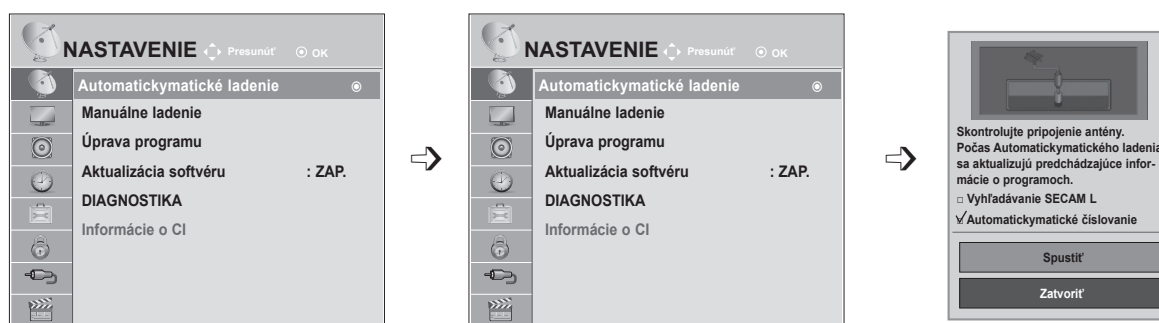 NASTAVENIE Presunúť OK
Automatickymatické ladenie
Manuálne ladenie
Úprava programu
Aktualizácia softvéru : ZAP.
DIAGNOSTIKA
Informácie o CI
NASTAVENIE Presunúť OK
Automatickymatické ladenie
Manuálne ladenie
Úprava programu
Aktualizácia softvéru : ZAP.
DIAGNOSTIKA
Informácie o CI
Skontrolujte pripojenie antény.
Počas Automatickymatického ladenia
sa aktualizujú predchádzajúce infor-
mácie o programoch.
Vyhľadávanie SECAM L
Automatickymatické číslovanie
Spustiť
Zatvoriť